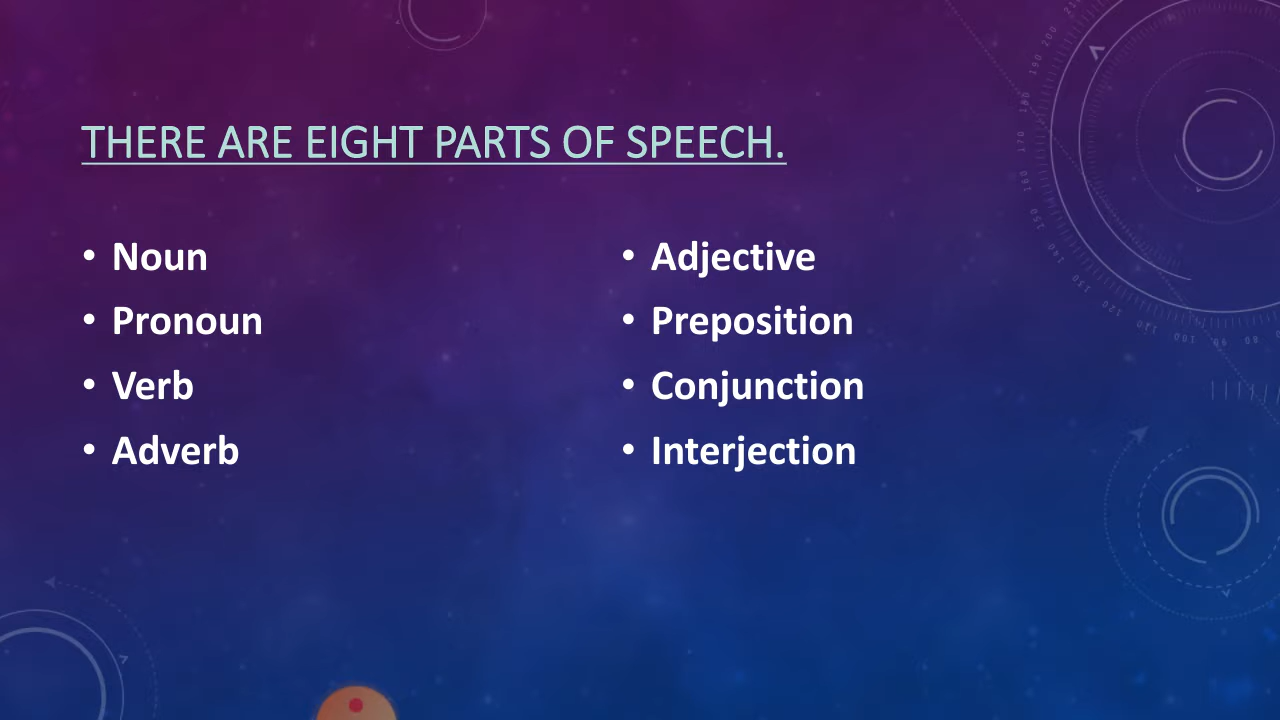 THERE ARE EIGHT PARTS OF SPEECH.
• Noun
• Pronoun
• Verb
• Adverb
• Adjective
• Preposition
• Conjunction
• Interjection